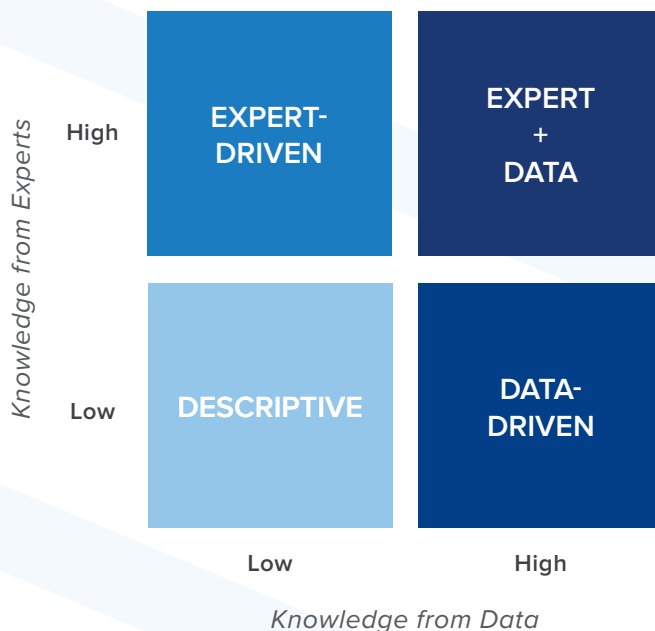 Knowledge from Experts
High
EXPERT-
DRIVEN
EXPERT
+
DATA
Low
DESCRIPTIVE
DATA-
DRIVEN
Low
High
Knowledge from Data